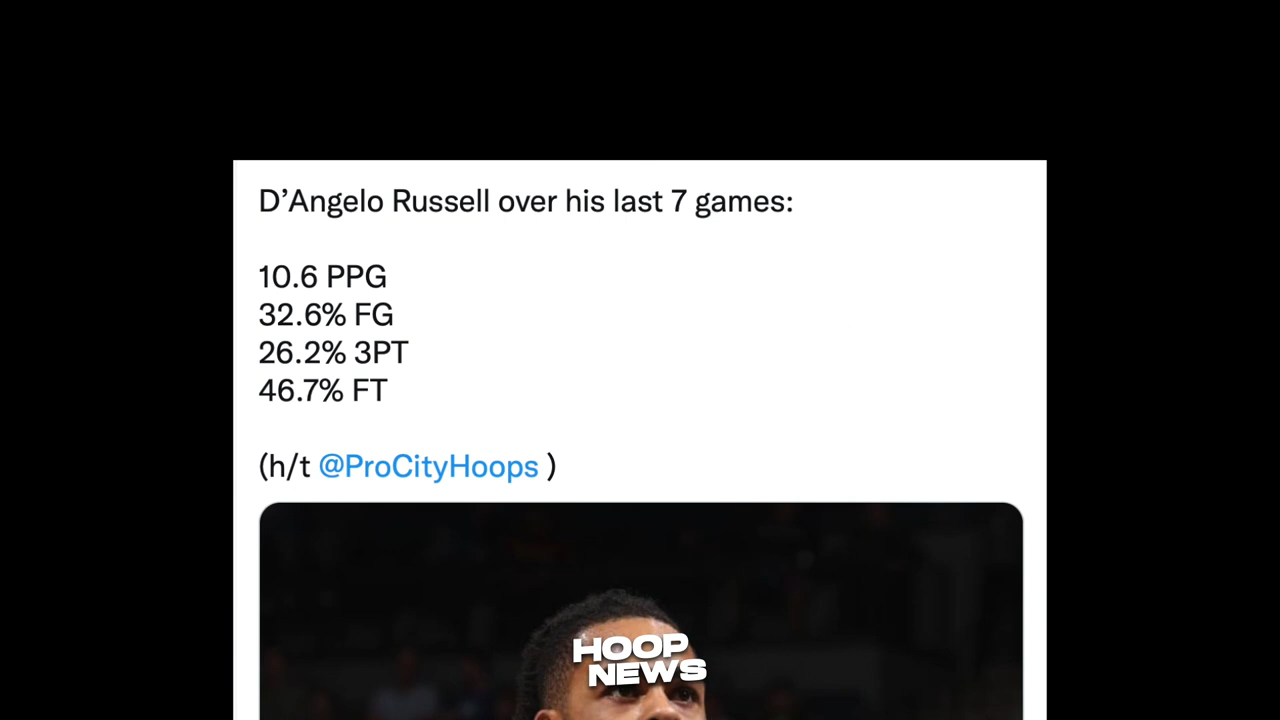 D’Angelo Russell over his last 7 games:
10.6 PPG
32.6% FG
26.2% 3PT
46.7% FT
(h/t @ProCityHoops )
HOOP
NEWS